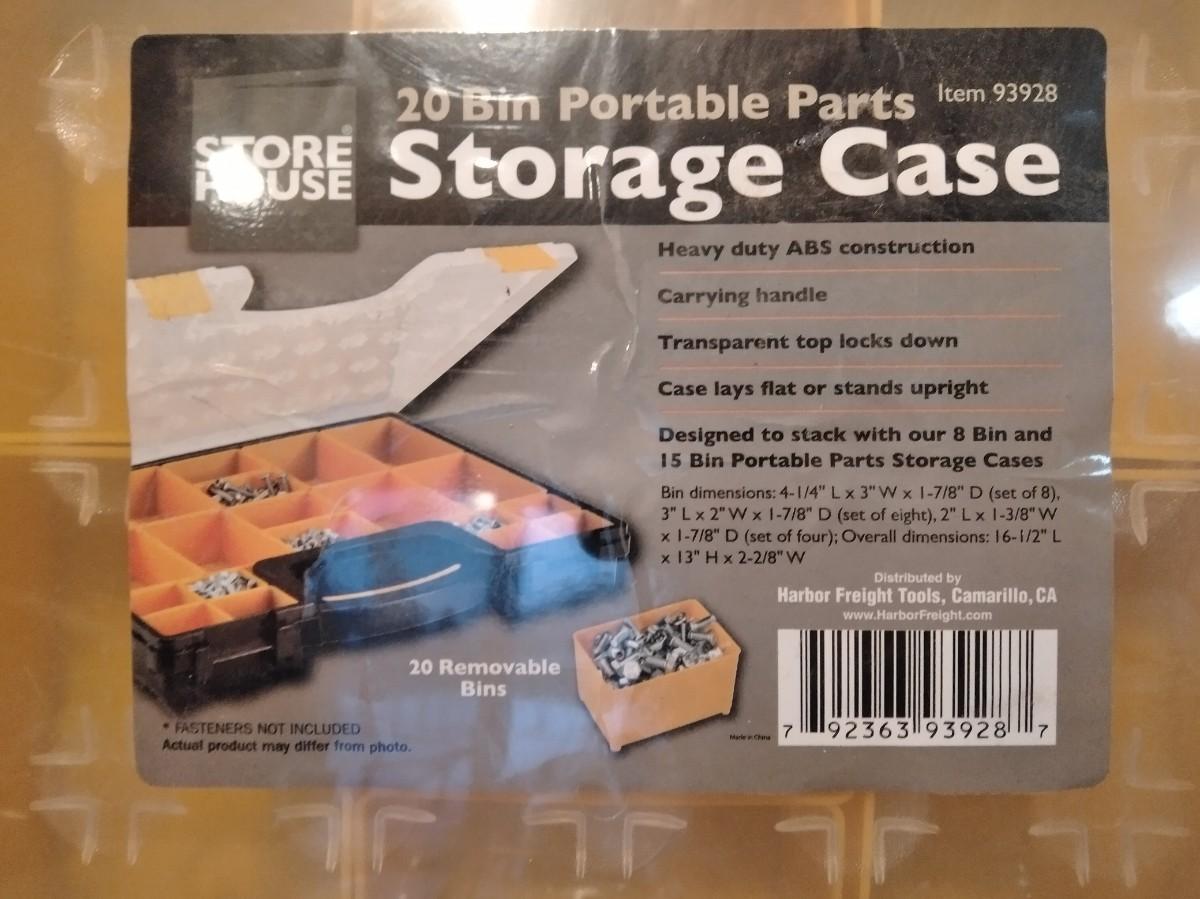 STORE
HOUSE®
20 Bin Portable Parts
Item 93928
Storage Case
Heavy duty ABS construction
Carrying handle
Transparent top locks down
Case lays flat or stands upright
Designed to stack with our 8 Bin and
15 Bin Portable Parts Storage Cases
Bin dimensions: 4-1/4" L x 3" W x 1-7/8" D (set of 8),
3" L x 2" W x 1-7/8" D (set of eight), 2" L x 1-3/8" W
x 1-7/8" D (set of four); Overall dimensions: 16-1/2" L
x 13" H x 2-2/8" W
Distributed by
Harbor Freight Tools, Camarillo, CA
www.HarborFreight.com
20 Removable
Bins
* FASTENERS NOT INCLUDED
Actual product may differ from photo.
Made in China
7 92363 93928 7